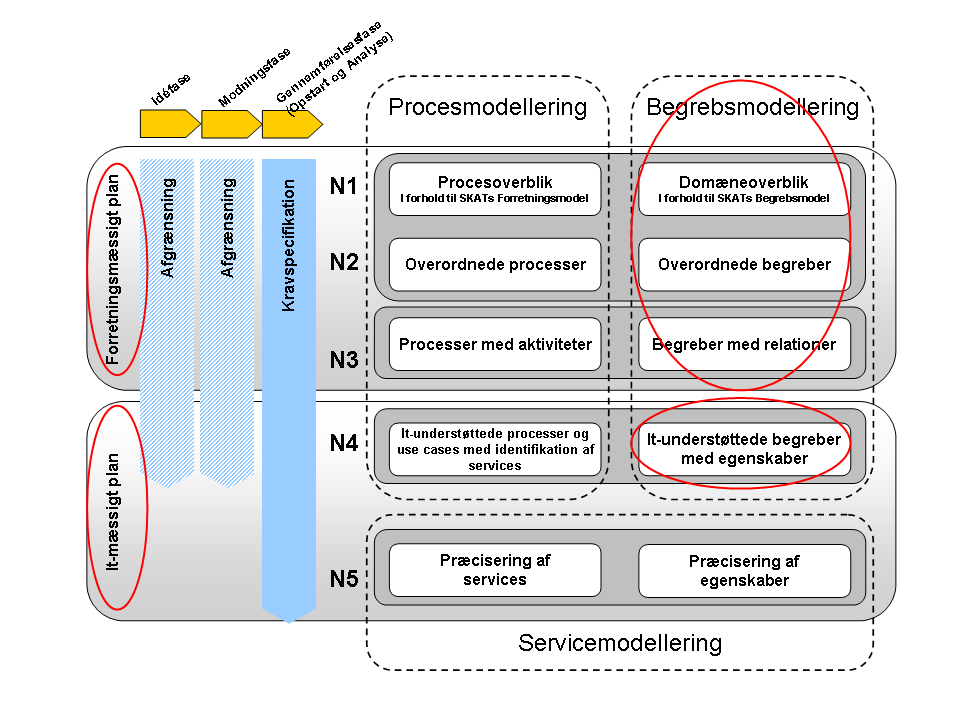 Idéfase
Modningsfase
Gennemførelsesfase
(Opstart og Analyse)
Procesmodellering
Begrebsmodellering
Forretningsmæssigt plan
Afgrænsning
Afgrænsning
Kravspecifikation
N1
Procesoverblik
I forhold til SKATs Forretningsmodel
Domæneoverblik
I forhold til SKATs Begrebsmodel
N2
Overordnede processer
Overordnede begreber
N3
Processer med aktiviteter
Begreber med relationer
It-mæssigt plan
N4
It-understøttede processer og
use cases med identifikation af
services
It-understøttede begreber
med egenskaber
N5
Præcisering af
services
Præcisering af
egenskaber
Servicemodellering